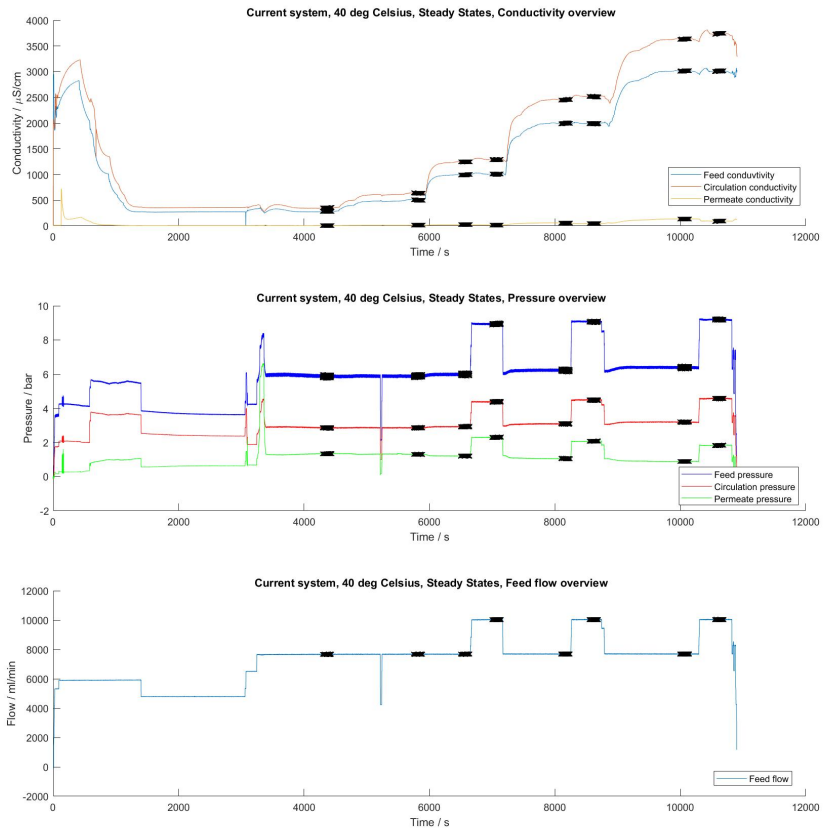 Current system, 40 deg Celsius, Steady States, Conductivity overview
4000
3500
3000
2500
2000
1500
1000
500
0
Conductivity / μS/cm
Feed conduvtivity
Circulation conductivity
Permeate conductivity
0 2000 4000 6000 8000 10000 12000
Time / s
Current system, 40 deg Celsius, Steady States, Pressure overview
10
8
6
4
2
0
-2
Pressure / bar
Feed pressure
Circulation pressure
Permeate pressure
0 2000 4000 6000 8000 10000 12000
Time / s
Current system, 40 deg Celsius, Steady States, Feed flow overview
12000
10000
8000
6000
4000
2000
0
-2000
Flow / ml/min
Feed flow
0 2000 4000 6000 8000 10000 12000
Time / s